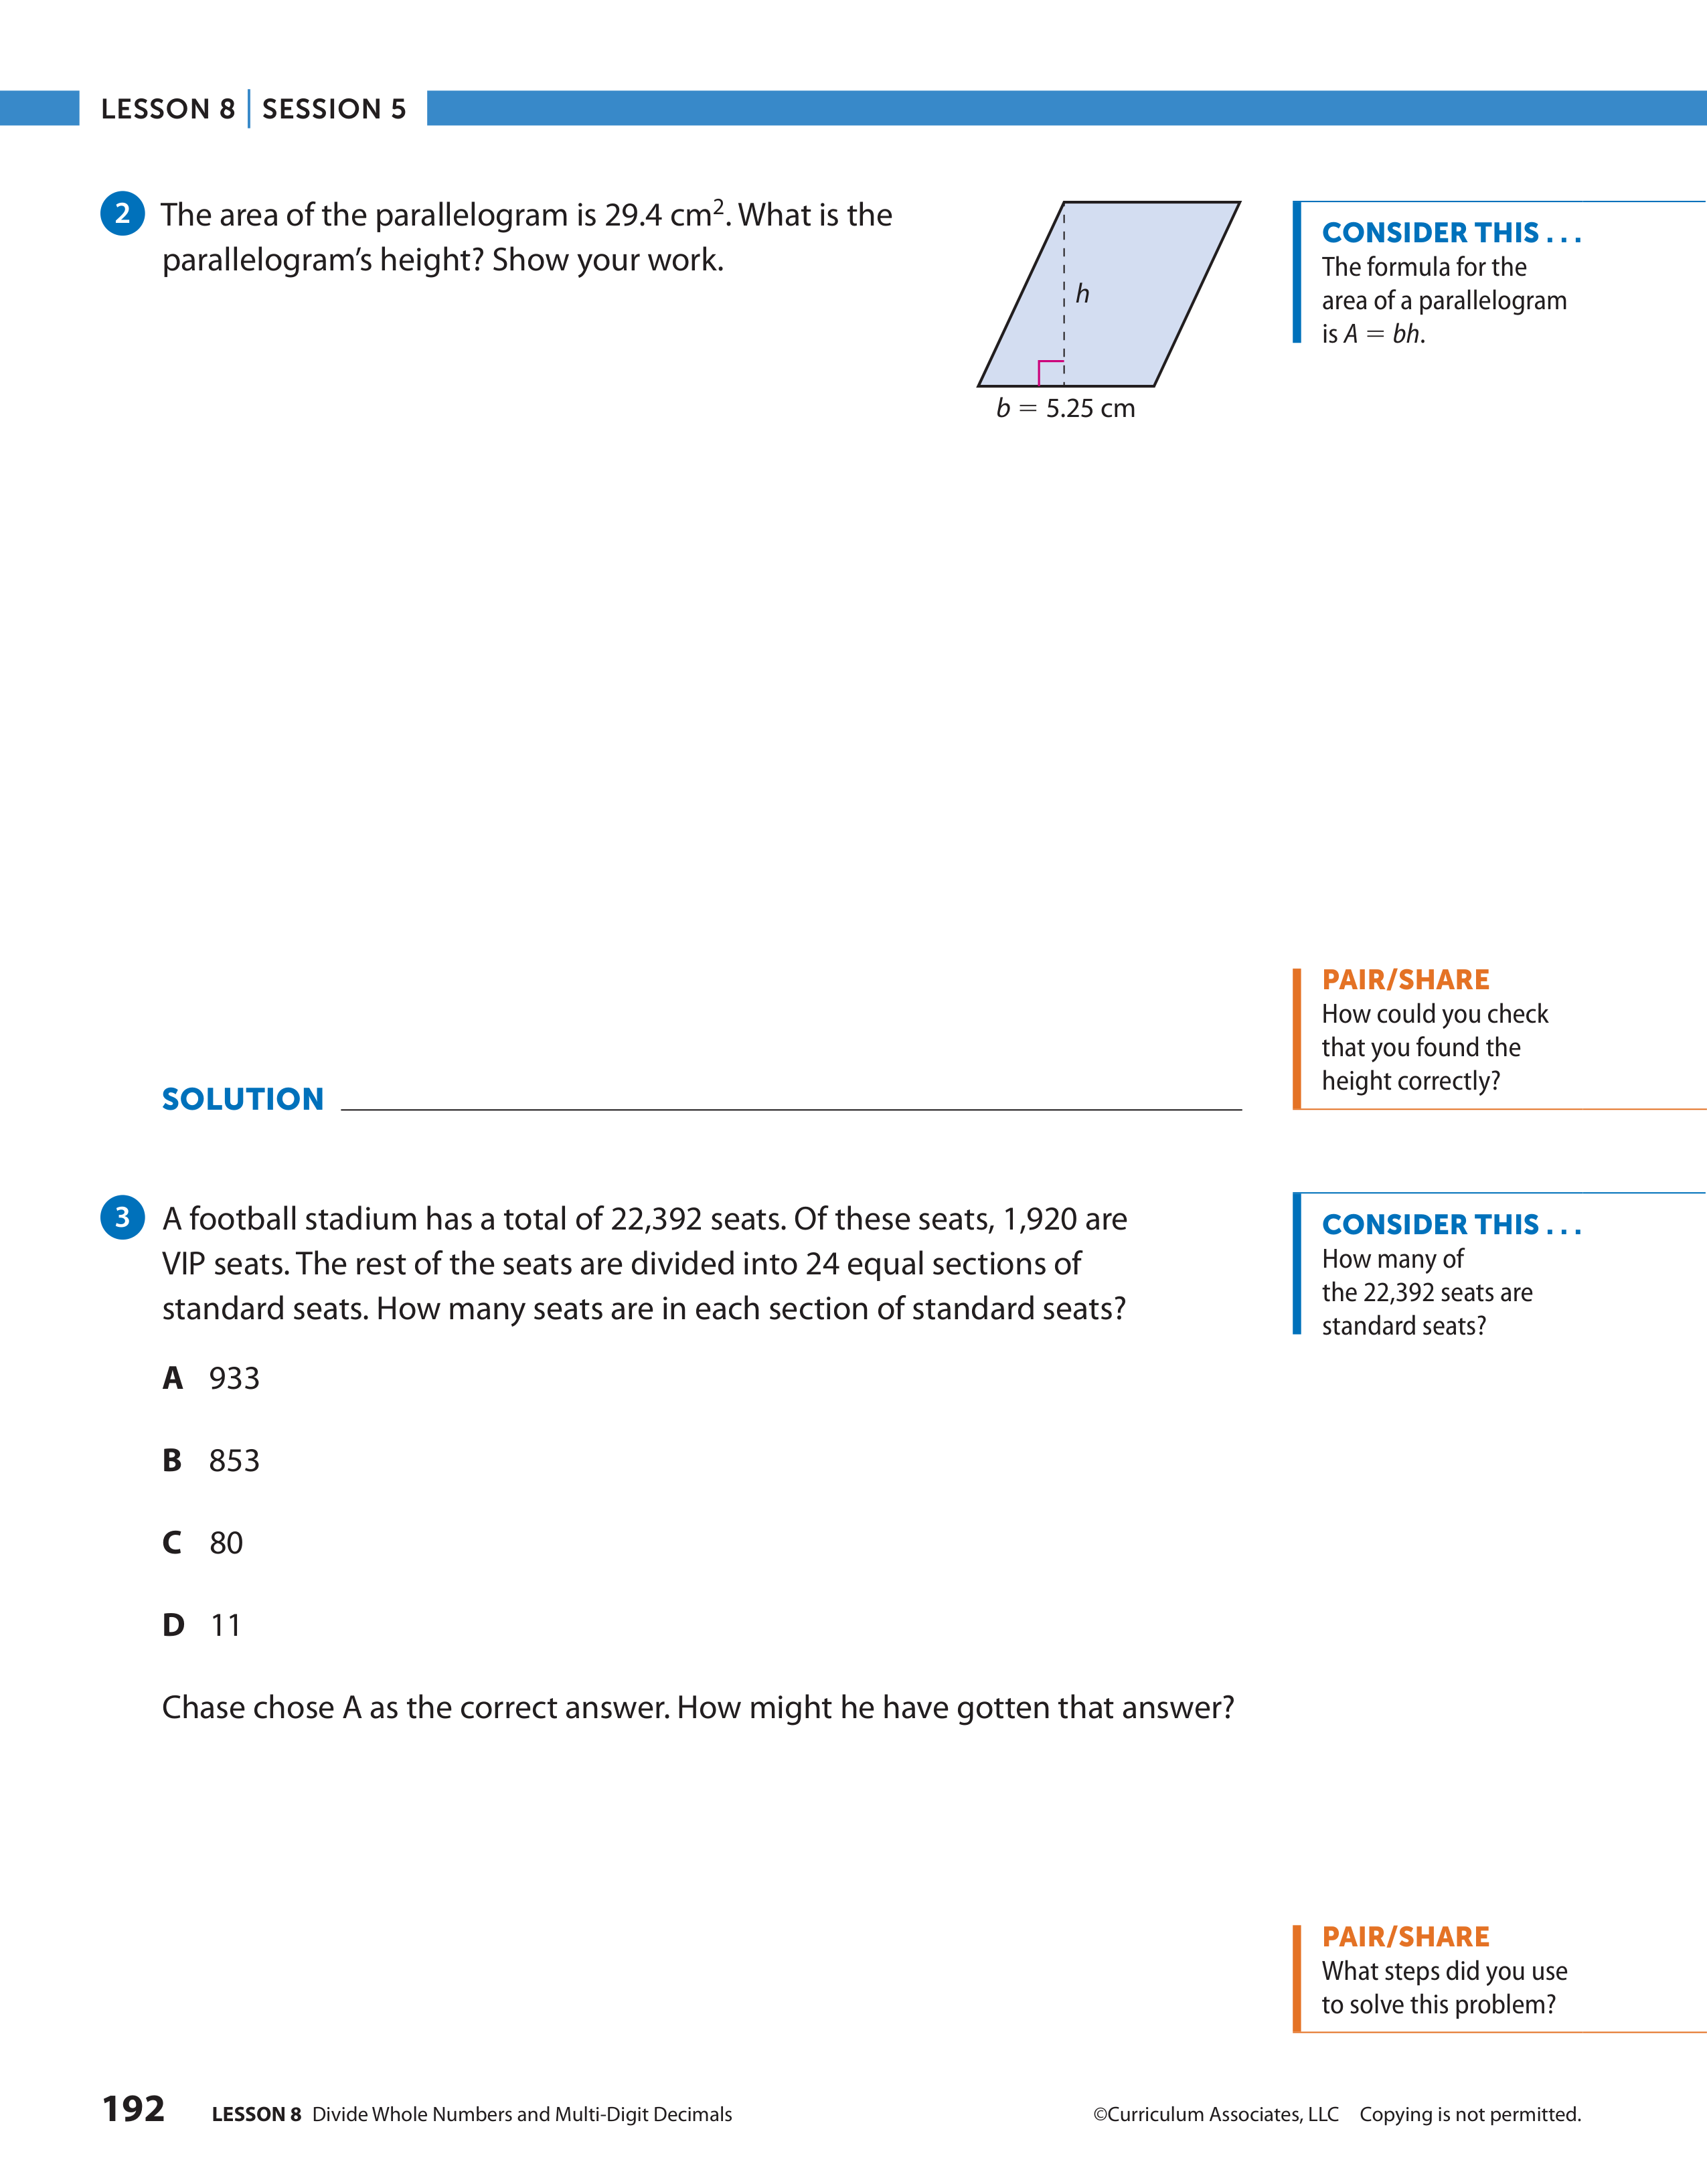 LESSON 8 | SESSION 5
2 The area of the parallelogram is 29.4 cm². What is the
parallelogram's height? Show your work.
h
b = 5.25 cm
CONSIDER THIS . . .
The formula for the
area of a parallelogram
is A = bh.
PAIR/SHARE
How could you check
that you found the
height correctly?
SOLUTION
3 A football stadium has a total of 22,392 seats. Of these seats, 1,920 are
VIP seats. The rest of the seats are divided into 24 equal sections of
standard seats. How many seats are in each section of standard seats?
CONSIDER THIS . . .
How many of
the 22,392 seats are
standard seats?
A 933
B 853
C 80
D 11
Chase chose A as the correct answer. How might he have gotten that answer?
PAIR/SHARE
What steps did you use
to solve this problem?
192 LESSON 8 Divide Whole Numbers and Multi-Digit Decimals
©Curriculum Associates, LLC Copying is not permitted.